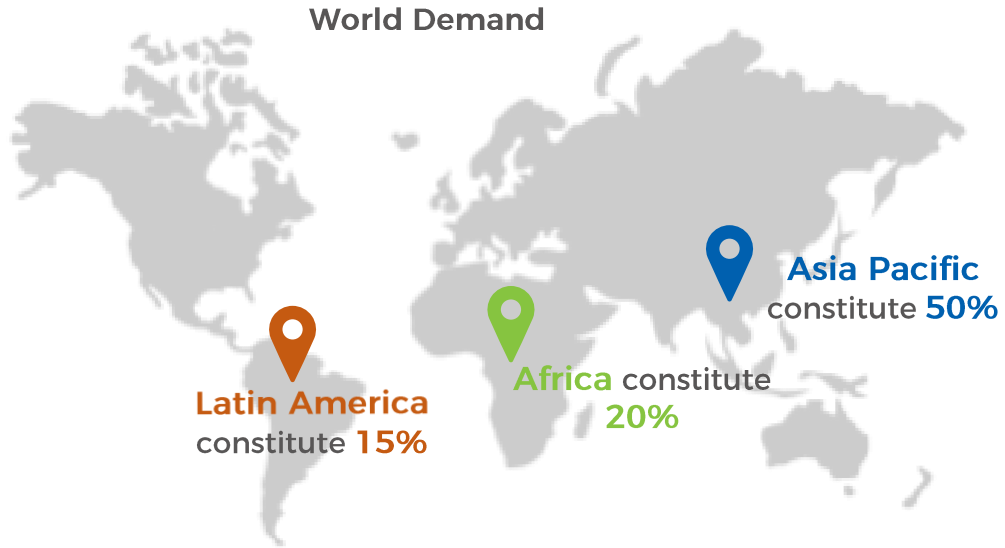 World Demand
Asia Pacific
constitute 50%
Africa constitute
20%
Latin America
constitute 15%